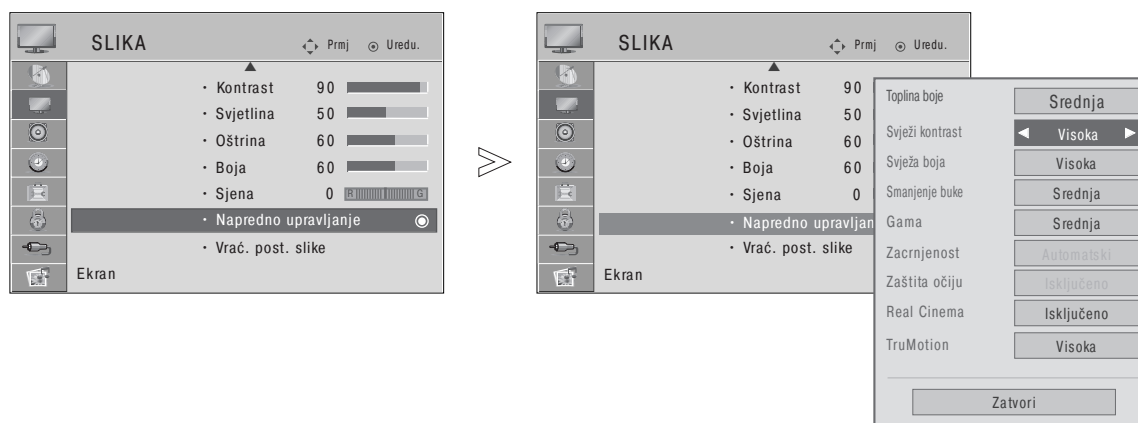 SLIKA Prmj Uredu.
• Kontrast 90
• Svjetlina 50
• Oštrina 60
• Boja 60
• Sjena 0 R G
• Napredno upravljanje
• Vrać. post. slike
Ekran
SLIKA Prmj Uredu.
• Kontrast 90
• Svjetlina 50
• Oštrina 60
• Boja 60
• Sjena 0
• Napredno upravljan
• Vrać. post. slike
Ekran
Toplina boje Srednja
Svježi kontrast Visoka
Svježa boja Visoka
Smanjenje buke Srednja
Gama Srednja
Zacrnjenost Automatski
Zaštita očiju Isključeno
Real Cinema Isključeno
TruMotion Visoka
Zatvori